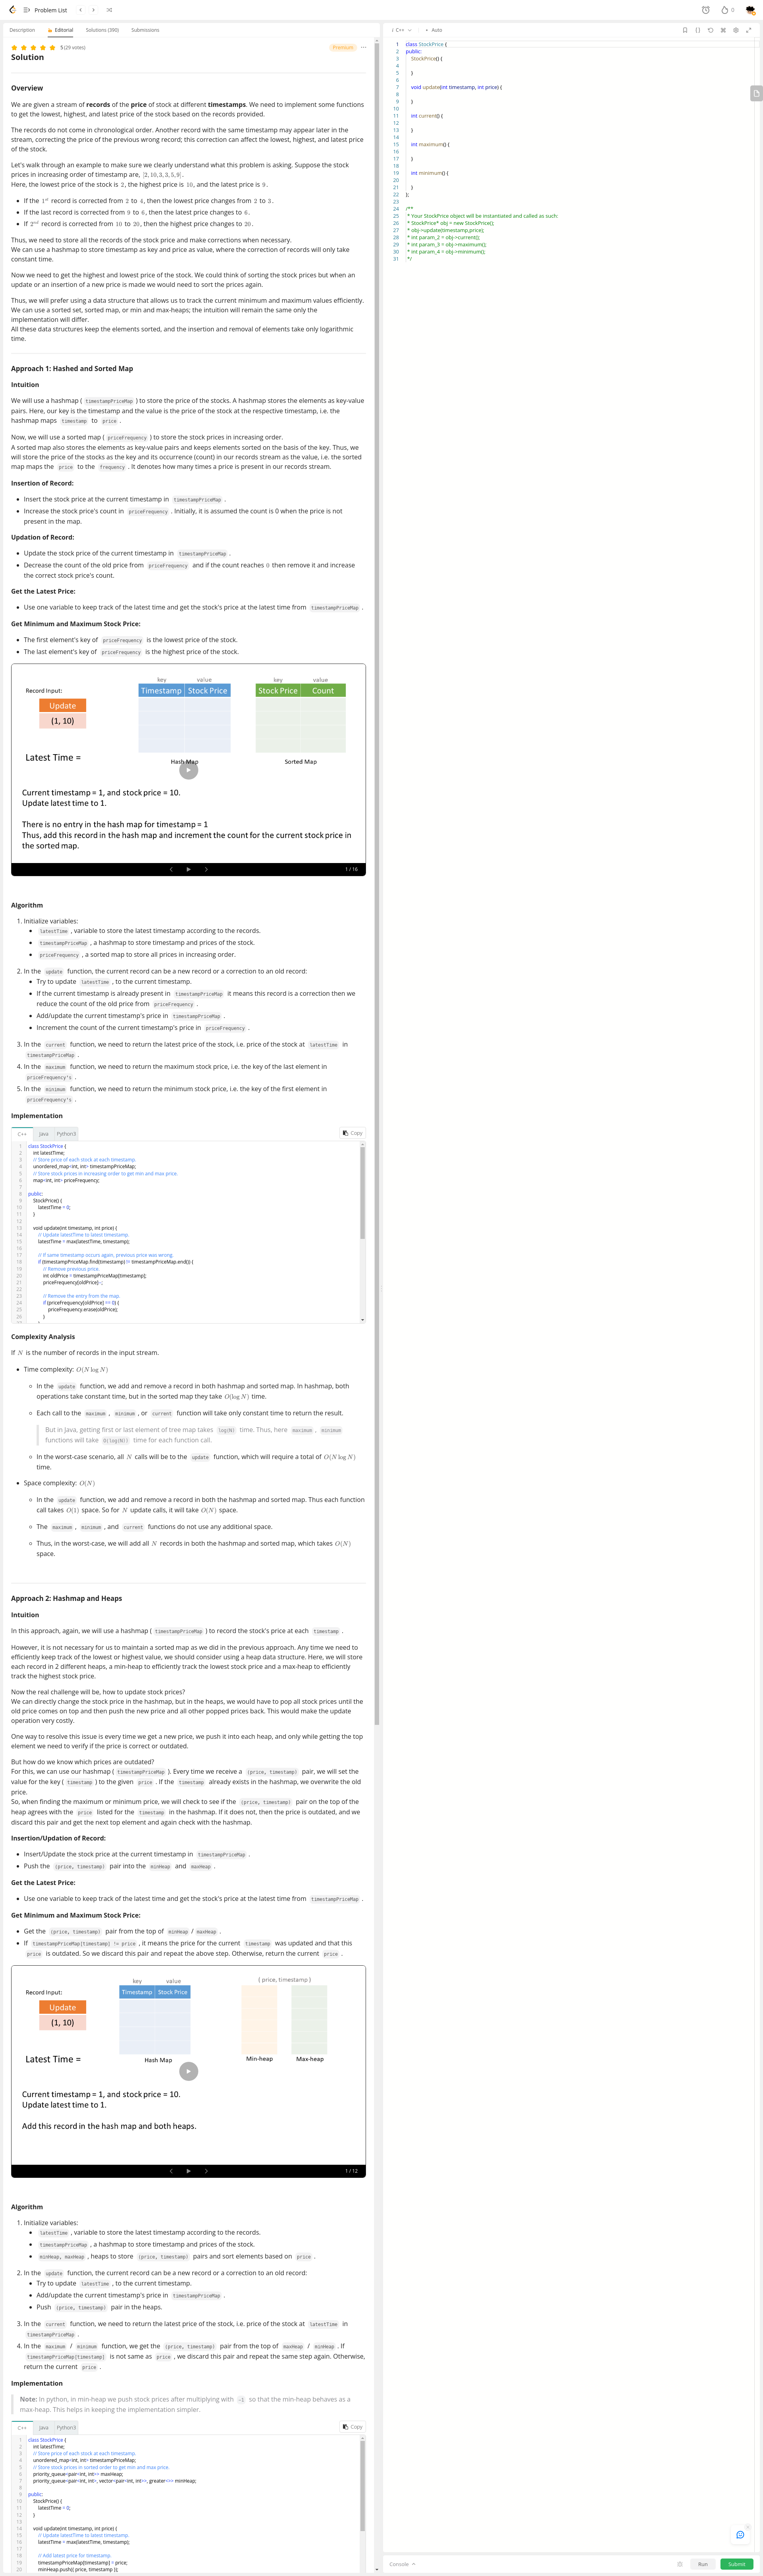 Problem List
0
Description
Editorial
Solutions (390)
Submissions
5 (29 votes)
Premium
Solution
Overview
We are given a stream of records of the price of stock at different timestamps. We need to implement some functions
to get the lowest, highest, and latest price of the stock based on the records provided.
The records do not come in chronological order. Another record with the same timestamp may appear later in the
stream, correcting the price of the previous wrong record; this correction can affect the lowest, highest, and latest price
of the stock.
Let's walk through an example to make sure we clearly understand what this problem is asking. Suppose the stock
prices in increasing order of timestamp are, [2, 10, 3, 3, 5, 9].
Here, the lowest price of the stock is 2, the highest price is 10, and the latest price is 9.
• If the 1st record is corrected from 2 to 4, then the lowest price changes from 2 to 3.
• If the last record is corrected from 9 to 6, then the latest price changes to 6.
• If 2nd record is corrected from 10 to 20, then the highest price changes to 20.
Thus, we need to store all the records of the stock price and make corrections when necessary.
We can use a hashmap to store timestamp as key and price as value, where the correction of records will only take
constant time.
Now we need to get the highest and lowest price of the stock. We could think of sorting the stock prices but when an
update or an insertion of a new price is made we would need to sort the prices again.
Thus, we will prefer using a data structure that allows us to track the current minimum and maximum values efficiently.
We can use a sorted set, sorted map, or min and max-heaps; the intuition will remain the same only the
implementation will differ.
All these data structures keep the elements sorted, and the insertion and removal of elements take only logarithmic
time.
Approach 1: Hashed and Sorted Map
Intuition
We will use a hashmap ( timestampPriceMap ) to store the price of the stocks. A hashmap stores the elements as key-value
pairs. Here, our key is the timestamp and the value is the price of the stock at the respective timestamp, i.e. the
hashmap maps timestamp to price .
Now, we will use a sorted map ( priceFrequency ) to store the stock prices in increasing order.
A sorted map also stores the elements as key-value pairs and keeps elements sorted on the basis of the key. Thus, we
will store the price of the stocks as the key and its occurrence (count) in our records stream as the value, i.e. the sorted
map maps the price to the frequency . It denotes how many times a price is present in our records stream.
Insertion of Record:
• Insert the stock price at the current timestamp in timestampPriceMap .
• Increase the stock price's count in priceFrequency . Initially, it is assumed the count is 0 when the price is not
present in the map.
Updation of Record:
• Update the stock price of the current timestamp in timestampPriceMap .
• Decrease the count of the old price from priceFrequency and if the count reaches 0 then remove it and increase
the correct stock price's count.
Get the Latest Price:
• Use one variable to keep track of the latest time and get the stock's price at the latest time from timestampPriceMap .
Get Minimum and Maximum Stock Price:
• The first element's key of priceFrequency is the lowest price of the stock.
• The last element's key of priceFrequency is the highest price of the stock.
Record Input:
Update
(1, 10)
Latest Time =
key value
Timestamp Stock Price
Hash Map
key value
Stock Price Count
Sorted Map
Current timestamp = 1, and stock price = 10.
Update latest time to 1.
There is no entry in the hash map for timestamp = 1
Thus, add this record in the hash map and increment the count for the current stock price in
the sorted map.
1 / 16
Algorithm
1. Initialize variables:
• latestTime , variable to store the latest timestamp according to the records.
• timestampPriceMap , a hashmap to store timestamp and prices of the stock.
• priceFrequency , a sorted map to store all prices in increasing order.
2. In the update function, the current record can be a new record or a correction to an old record:
• Try to update latestTime , to the current timestamp.
• If the current timestamp is already present in timestampPriceMap it means this record is a correction then we
reduce the count of the old price from priceFrequency .
• Add/update the current timestamp's price in timestampPriceMap .
• Increment the count of the current timestamp's price in priceFrequency .
3. In the current function, we need to return the latest price of the stock, i.e. price of the stock at latestTime in
timestampPriceMap .
4. In the maximum function, we need to return the maximum stock price, i.e. the key of the last element in
priceFrequency's .
5. In the minimum function, we need to return the minimum stock price, i.e. the key of the first element in
priceFrequency's .
Implementation
C++ Java Python3
Copy
1 class StockPrice {
2 int latestTime;
3 // Store price of each stock at each timestamp.
4 unordered_map<int, int> timestampPriceMap;
5 // Store stock prices in increasing order to get min and max price.
6 map<int, int> priceFrequency;
7
8 public:
9 StockPrice() {
10 latestTime = 0;
11 }
12
13 void update(int timestamp, int price) {
14 // Update latestTime to latest timestamp.
15 latestTime = max(latestTime, timestamp);
16
17 // If same timestamp occurs again, previous price was wrong.
18 if (timestampPriceMap.find(timestamp) != timestampPriceMap.end()) {
19 // Remove previous price.
20 int oldPrice = timestampPriceMap[timestamp];
21 priceFrequency[oldPrice]--;
22
23 // Remove the entry from the map.
24 if (priceFrequency[oldPrice] == 0) {
25 priceFrequency.erase(oldPrice);
26 }
Complexity Analysis
If N is the number of records in the input stream.
• Time complexity: O(N log N)
In the update function, we add and remove a record in both hashmap and sorted map. In hashmap, both
operations take constant time, but in the sorted map they take O(log N) time.
Each call to the maximum , minimum , or current function will take only constant time to return the result.
But in Java, getting first or last element of tree map takes log(N) time. Thus, here maximum , minimum
functions will take O(log(N)) time for each function call.
In the worst-case scenario, all N calls will be to the update function, which will require a total of O(N log N)
time.
• Space complexity: O(N)
In the update function, we add and remove a record in both the hashmap and sorted map. Thus each function
call takes O(1) space. So for N update calls, it will take O(N) space.
The maximum , minimum , and current functions do not use any additional space.
Thus, in the worst-case, we will add all N records in both the hashmap and sorted map, which takes O(N)
space.
Approach 2: Hashmap and Heaps
Intuition
In this approach, again, we will use a hashmap ( timestampPriceMap ) to record the stock's price at each timestamp .
However, it is not necessary for us to maintain a sorted map as we did in the previous approach. Any time we need to
efficiently keep track of the lowest or highest value, we should consider using a heap data structure. Here, we will store
each record in 2 different heaps, a min-heap to efficiently track the lowest stock price and a max-heap to efficiently
track the highest stock price.
Now the real challenge will be, how to update stock prices?
We can directly change the stock price in the hashmap, but in the heaps, we would have to pop all stock prices until the
old price comes on top and then push the new price and all other popped prices back. This would make the update
operation very costly.
One way to resolve this issue is every time we get a new price, we push it into each heap, and only while getting the top
element we need to verify if the price is correct or outdated.
But how do we know which prices are outdated?
For this, we can use our hashmap ( timestampPriceMap ). Every time we receive a (price, timestamp) pair, we will set the
value for the key ( timestamp ) to the given price . If the timestamp already exists in the hashmap, we overwrite the old
price.
So, when finding the maximum or minimum price, we will check to see if the (price, timestamp) pair on the top of the
heap agrees with the price listed for the timestamp in the hashmap. If it does not, then the price is outdated, and we
discard this pair and get the next top element and again check with the hashmap.
Insertion/Updation of Record:
• Insert/Update the stock price at the current timestamp in timestampPriceMap .
• Push the (price, timestamp) pair into the minHeap and maxHeap .
Get the Latest Price:
• Use one variable to keep track of the latest time and get the stock's price at the latest time from timestampPriceMap .
Get Minimum and Maximum Stock Price:
• Get the (price, timestamp) pair from the top of minHeap / maxHeap .
• If timestampPriceMap[timestamp] != price , it means the price for the current timestamp was updated and that this
price is outdated. So we discard this pair and repeat the above step. Otherwise, return the current price .
Record Input:
Update
(1, 10)
Latest Time =
key value
Timestamp Stock Price
Hash Map
( price, timestamp )
Min-heap Max-heap
Current timestamp = 1, and stock price = 10.
Update latest time to 1.
Add this record in the hash map and both heaps.
1 / 12
Algorithm
1. Initialize variables:
• latestTime , variable to store the latest timestamp according to the records.
• timestampPriceMap , a hashmap to store timestamp and prices of the stock.
• minHeap, maxHeap , heaps to store (price, timestamp) pairs and sort elements based on price .
2. In the update function, the current record can be a new record or a correction to an old record:
• Try to update latestTime , to the current timestamp.
• Add/update the current timestamp's price in timestampPriceMap .
• Push (price, timestamp) pair in the heaps.
3. In the current function, we need to return the latest price of the stock, i.e. price of the stock at latestTime in
timestampPriceMap .
4. In the maximum / minimum function, we get the (price, timestamp) pair from the top of maxHeap / minHeap . If
timestampPriceMap[timestamp] is not same as price , we discard this pair and repeat the same step again. Otherwise,
return the current price .
Implementation
Note: In python, in min-heap we push stock prices after multiplying with -1 so that the min-heap behaves as a
max-heap. This helps in keeping the implementation simpler.
C++ Java Python3
Copy
1 class StockPrice {
2 int latestTime;
3 // Store price of each stock at each timestamp.
4 unordered_map<int, int> timestampPriceMap;
5 // Store stock prices in sorted order to get min and max price.
6 priority_queue<pair<int, int>> maxHeap;
7 priority_queue<pair<int, int>, vector<pair<int, int>>, greater<>> minHeap;
8
9 public:
10 StockPrice() {
11 latestTime = 0;
12 }
13
14 void update(int timestamp, int price) {
15 // Update latestTime to latest timestamp.
16 latestTime = max(latestTime, timestamp);
17
18 // Add latest price for timestamp.
19 timestampPriceMap[timestamp] = price;
20 minHeap.push({ price, timestamp });
C++
Auto
1 class StockPrice {
2 public:
3 StockPrice() {
4
5 }
6
7 void update(int timestamp, int price) {
8
9 }
10
11 int current() {
12
13 }
14
15 int maximum() {
16
17 }
18
19 int minimum() {
20
21 }
22 };
23
24 /**
25 * Your StockPrice object will be instantiated and called as such:
26 * StockPrice* obj = new StockPrice();
27 * obj->update(timestamp,price);
28 * int param_2 = obj->current();
29 * int param_3 = obj->maximum();
30 * int param_4 = obj->minimum();
31 */
Console
Run
Submit